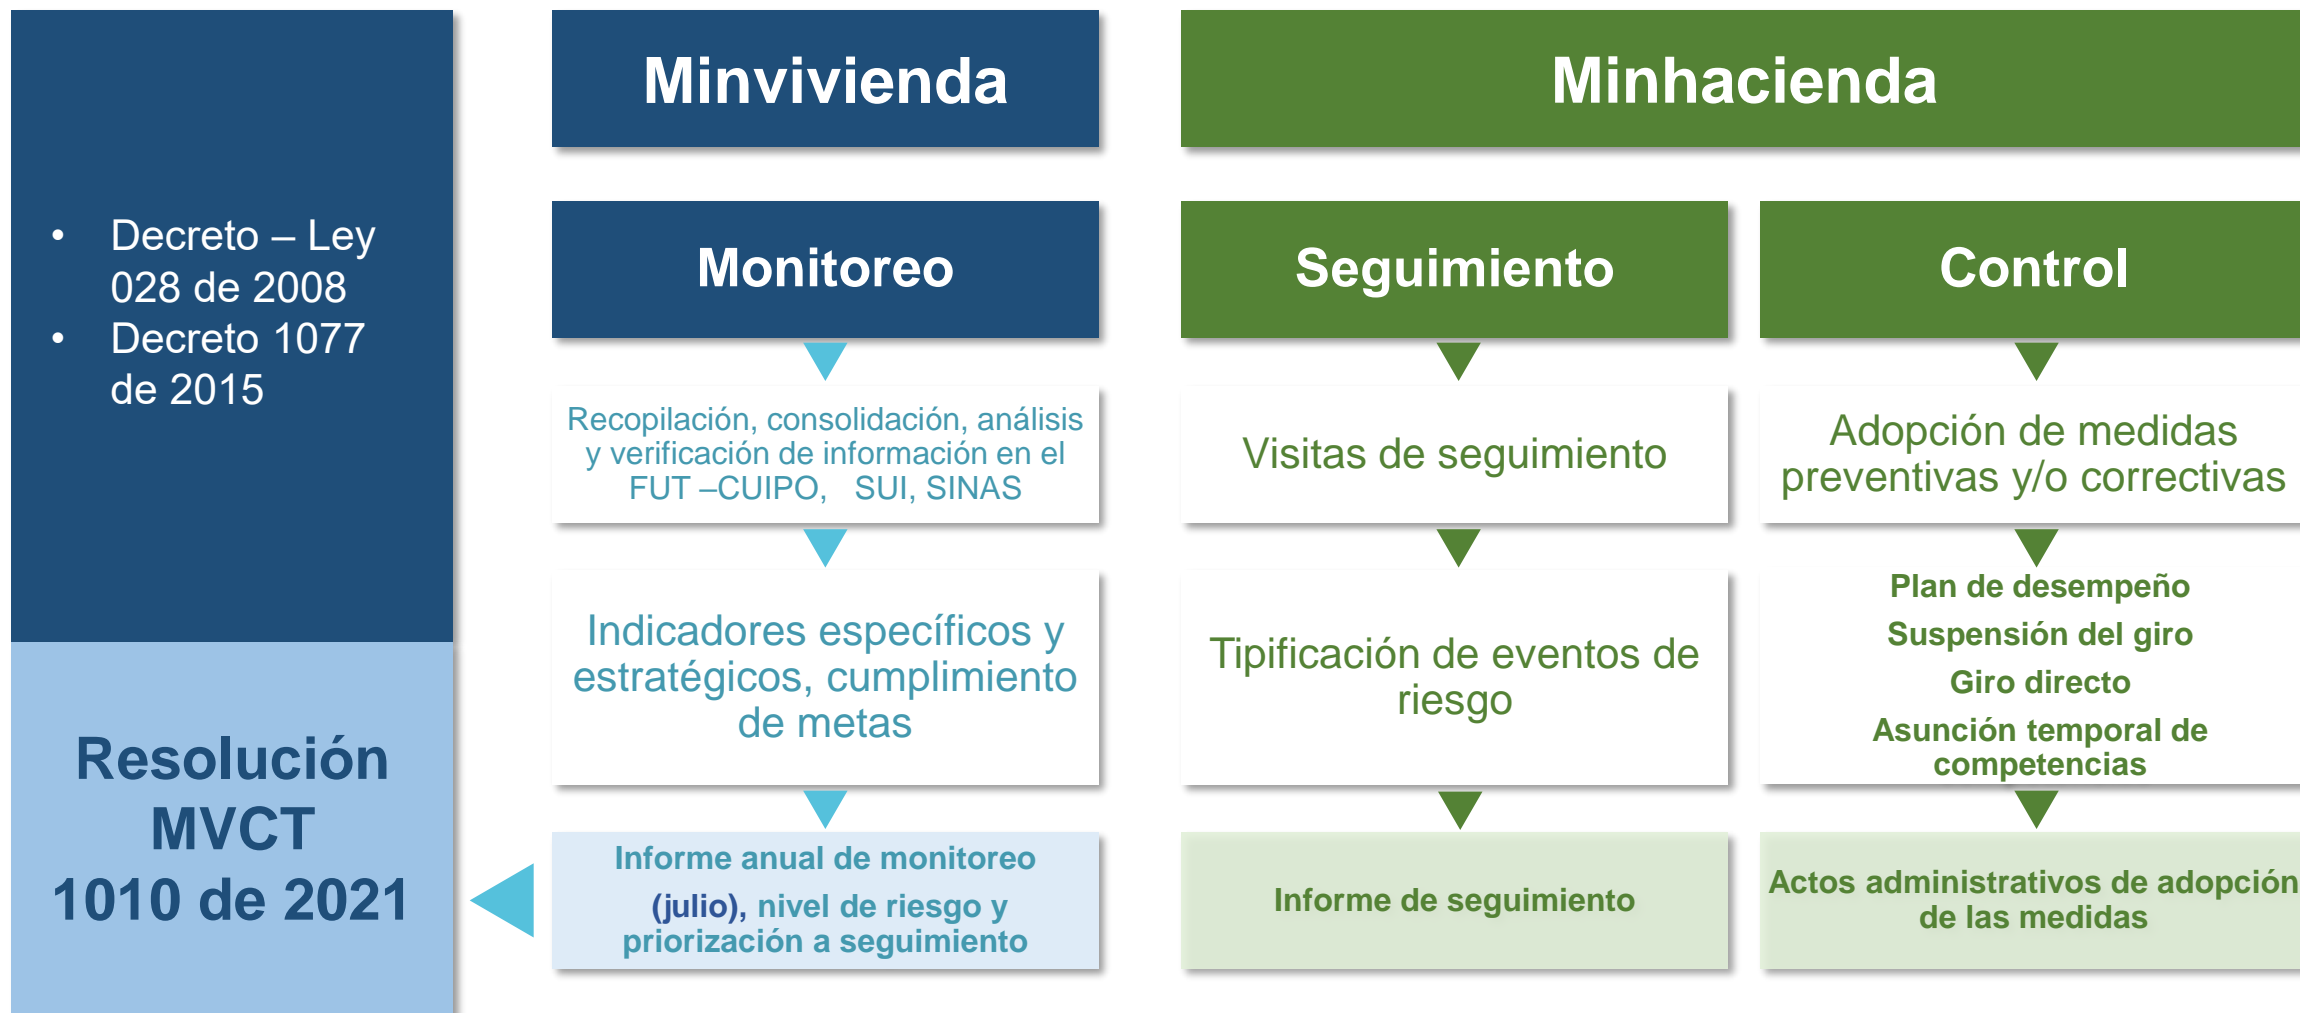 • Decreto – Ley
028 de 2008
• Decreto 1077
de 2015
Resolución
MVCT
1010 de 2021
Minvivienda
Monitoreo
Recopilación, consolidación, análisis
y verificación de información en el
FUT –CUIPO, SUI, SINAS
Indicadores específicos y
estratégicos, cumplimiento
de metas
Informe anual de monitoreo
(julio), nivel de riesgo y
priorización a seguimiento
Minhacienda
Seguimiento
Visitas de seguimiento
Tipificación de eventos de
riesgo
Informe de seguimiento
Control
Adopción de medidas
preventivas y/o correctivas
Plan de desempeño
Suspensión del giro
Giro directo
Asunción temporal de
competencias
Actos administrativos de adopción
de las medidas